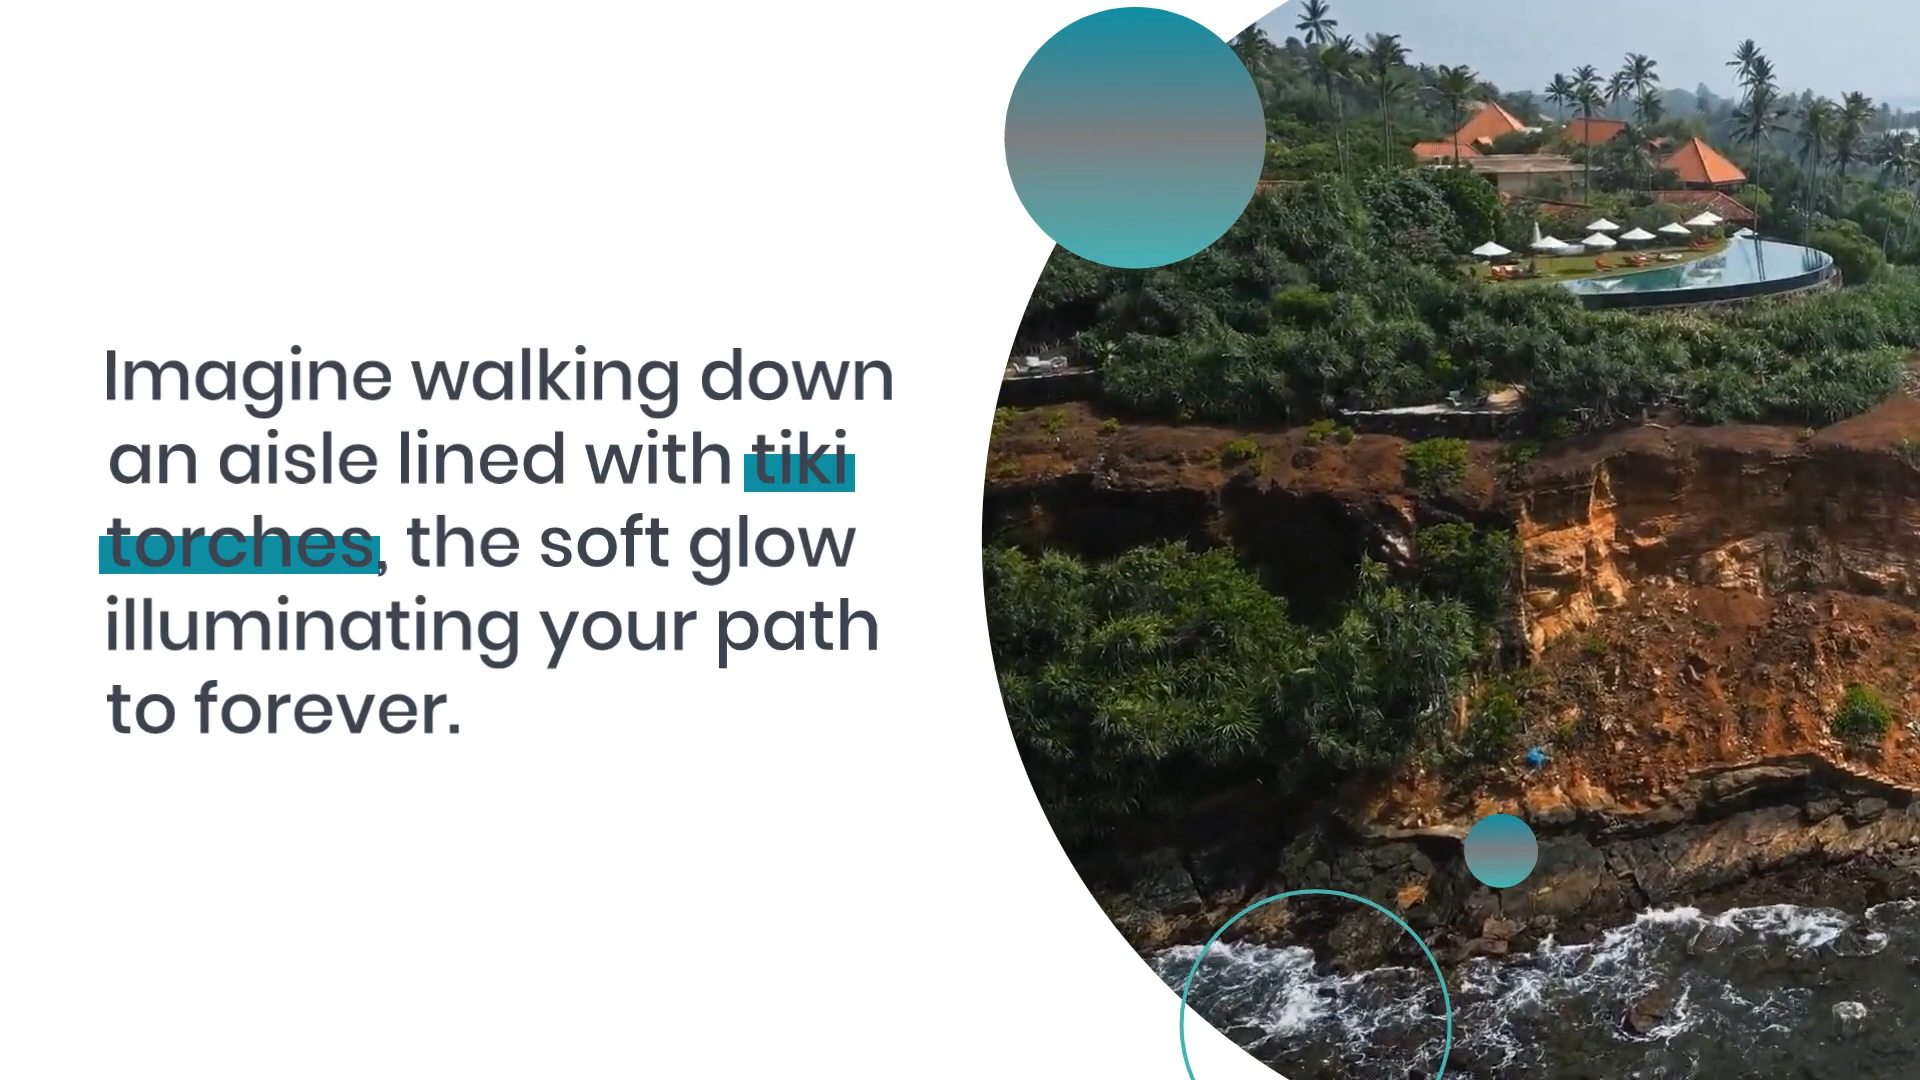 Imagine walking down
an aisle lined with tiki
torches, the soft glow
illuminating your path
to forever.